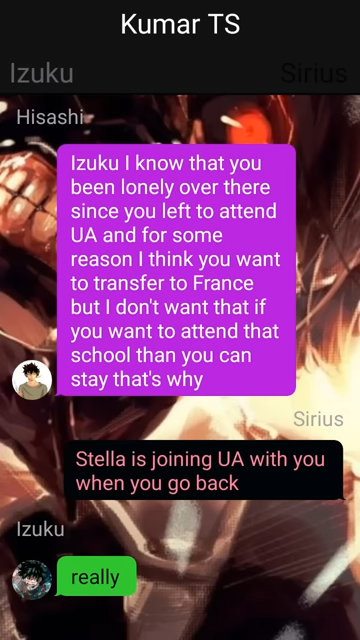 Kumar TS
Izuku
Sirius
Hisashi
Izuku I know that you
been lonely over there
since you left to attend
UA and for some
reason I think you want
to transfer to France
but I don't want that if
you want to attend that
school than you can
stay that's why
Sirius
Stella is joining UA with you
when you go back
Izuku
really